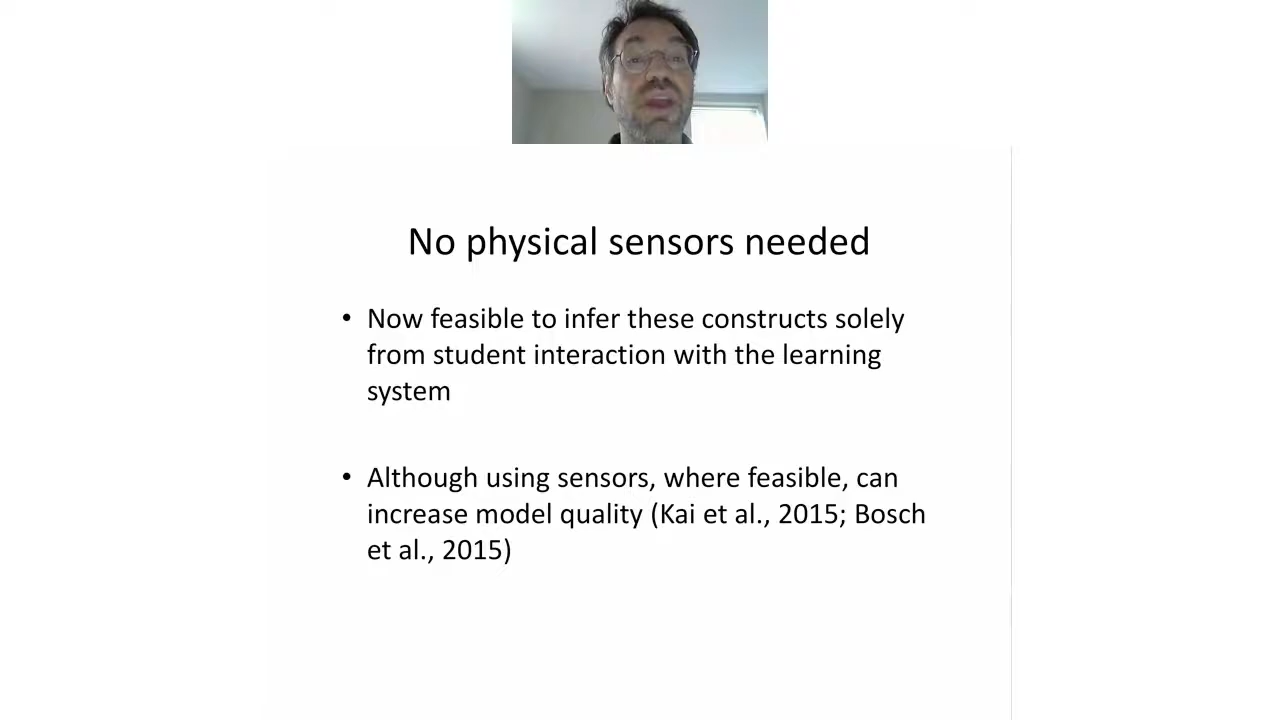 No physical sensors needed
• Now feasible to infer these constructs solely
from student interaction with the learning
system
• Although using sensors, where feasible, can
increase model quality (Kai et al., 2015; Bosch
et al., 2015)